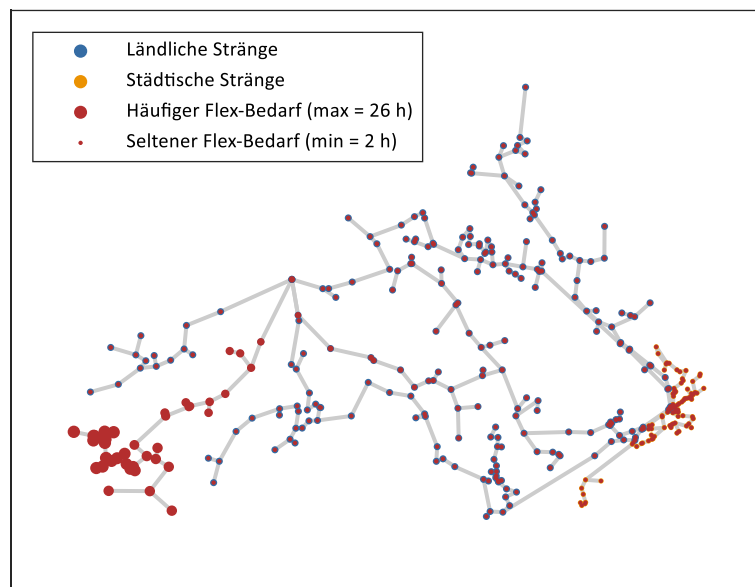 Ländliche Stränge
Städtische Stränge
Häufiger Flex-Bedarf (max = 26 h)
Seltener Flex-Bedarf (min = 2 h)